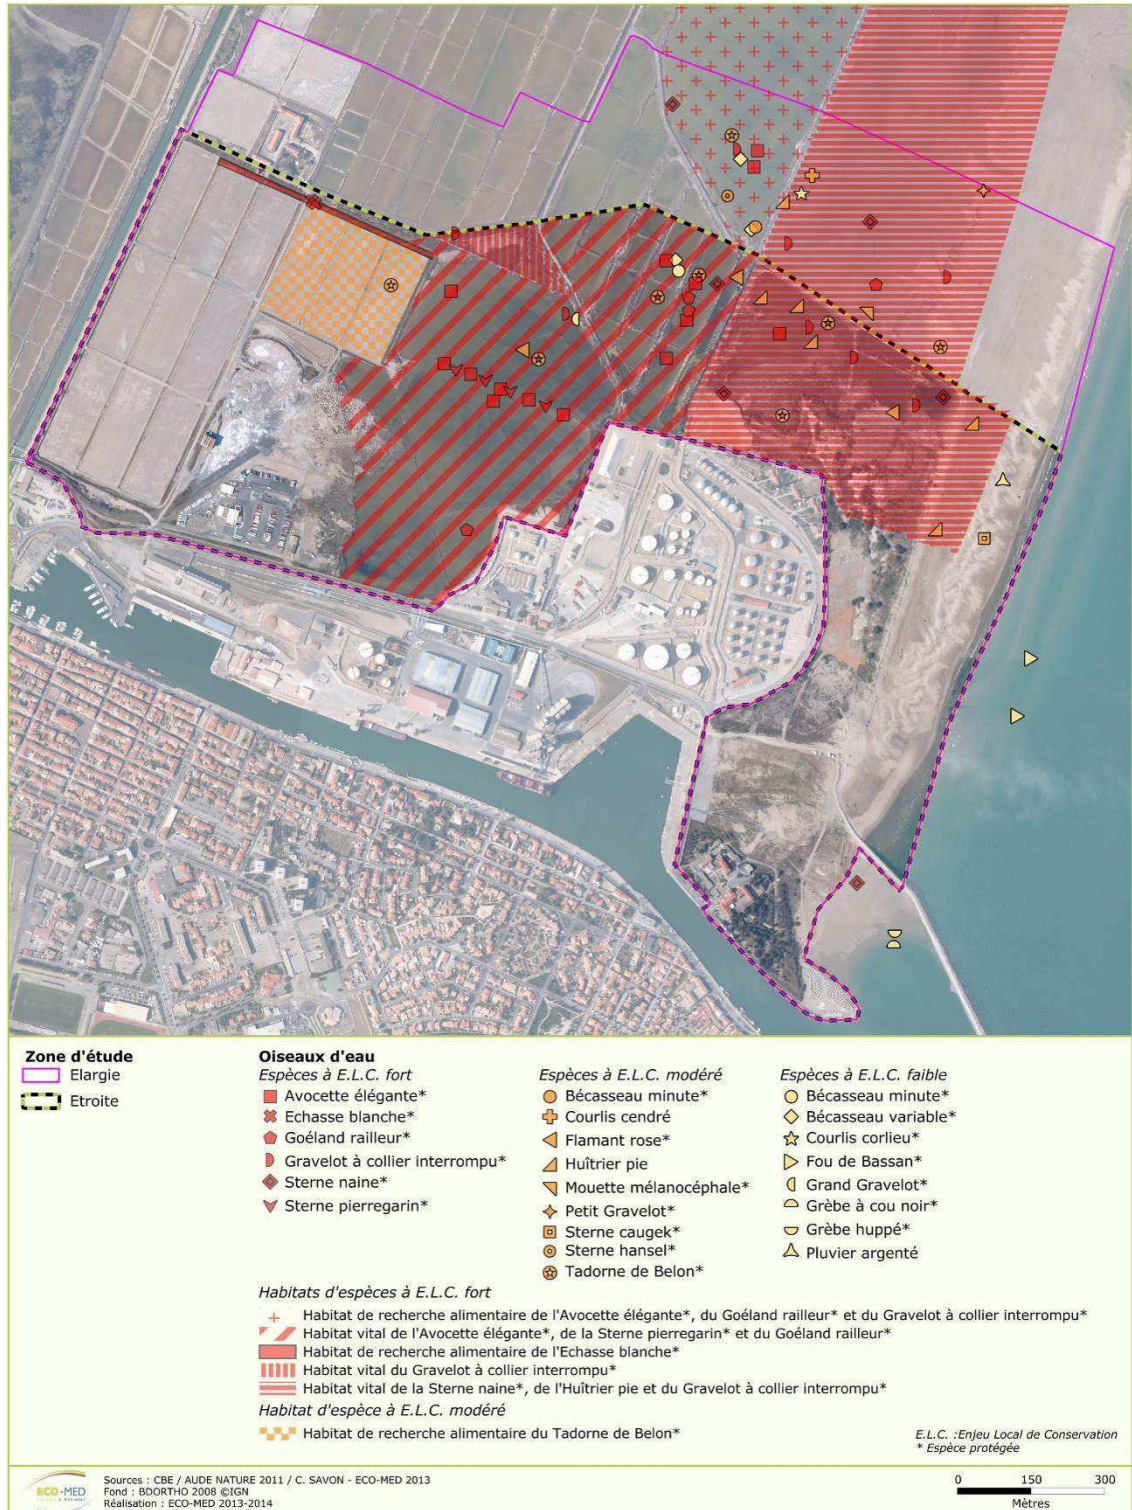 Zone d'étude
Elargie
Etroite
Oiseaux d'eau
Espèces à E.L.C. fort
Avocette élégante*
Echasse blanche*
Goéland railleur*
Gravelot à collier interrompu*
Sterne naine*
Sterne pierregarin*
Espèces à E.L.C. modéré
Bécasseau minute*
Courlis cendré
Flamant rose*
Huîtrier pie
Mouette mélanocéphale*
Petit Gravelot*
Sterne caugek*
Sterne hansel*
Tadorne de Belon*
Espèces à E.L.C. faible
Bécasseau minute*
Bécasseau variable*
Courlis corlieu*
Fou de Bassan*
Grand Gravelot*
Grèbe à cou noir*
Grèbe huppé*
Pluvier argenté
Habitats d'espèces à E.L.C. fort
Habitat de recherche alimentaire de l'Avocette élégante*, du Goéland railleur* et du Gravelot à collier interrompu*
Habitat vital de l'Avocette élégante*, de la Sterne pierregarin* et du Goéland railleur*
Habitat de recherche alimentaire de l'Echasse blanche*
Habitat vital du Gravelot à collier interrompu*
Habitat vital de la Sterne naine*, de l'Huîtrier pie et du Gravelot à collier interrompu*
Habitat d'espèce à E.L.C. modéré
Habitat de recherche alimentaire du Tadorne de Belon*
E.L.C. :Enjeu Local de Conservation
* Espèce protégée
ECO-MED
Sources : CBE / AUDE NATURE 2011 / C. SAVON - ECO-MED 2013
Fond : BDORTHO 2008 ©IGN
Réalisation : ECO-MED 2013-2014
0 150 300
Mètres